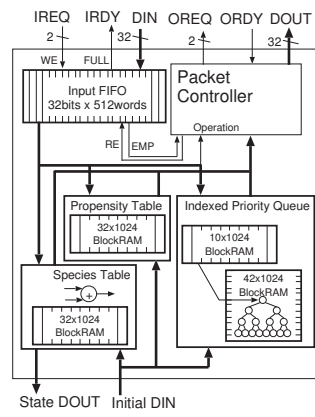 IREQ IRDY DIN OREQ ORDY DOUT
2 32 2 32
WE FULL
Input FIFO
32bits x 512words
Packet
Controller
RE EMP Operation
Propensity Table
32x1024
BlockRAM
Indexed Priority Queue
10x1024
BlockRAM
42x1024
BlockRAM
Species Table
+
32x1024
BlockRAM
State DOUT Initial DIN